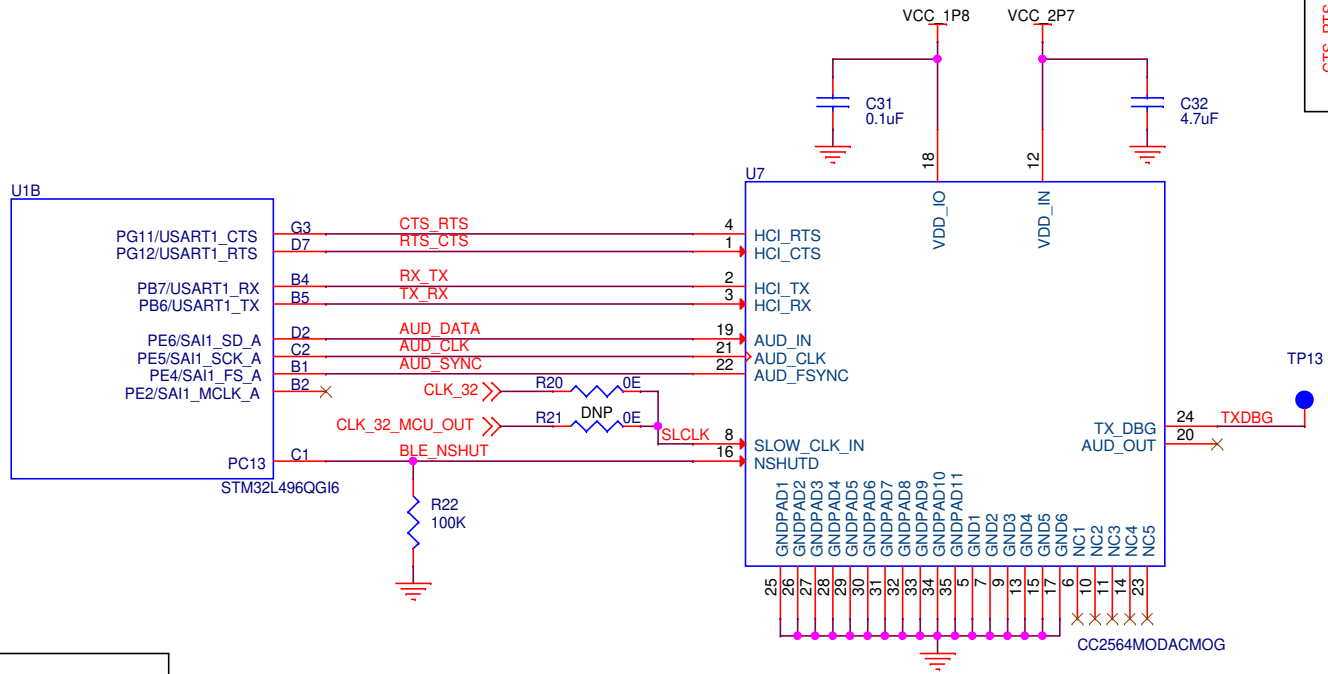 VCC_1P8
VCC_2P7
CTS_RTS
C31
0.1uF
C32
4.7uF
18
12
U7
U1B
VDD_IO
VDD_IN
PG11/USART1_CTS
G3
CTS_RTS
4
HCI_RTS
PG12/USART1_RTS
D7
RTS_CTS
1
HCI_CTS
PB7/USART1_RX
B4
RX_TX
2
HCI_TX
PB6/USART1_TX
B5
TX_RX
3
HCI_RX
PE6/SAI1_SD_A
D2
AUD_DATA
19
AUD_IN
PE5/SAI1_SCK_A
C2
AUD_CLK
21
AUD_CLK
PE4/SAI1_FS_A
B1
AUD_SYNC
22
AUD_FSYNC
PE2/SAI1_MCLK_A
B2
CLK_32
R20
0E
TP13
CLK_32_MCU_OUT
R21
DNP
0E
SLCLK
8
SLOW_CLK_IN
TX_DBG
24
TXDBG
AUD_OUT
20
PC13
C1
BLE_NSHUT
16
NSHUTD
STM32L496QGI6
R22
100K
GNDPAD1
GNDPAD2
GNDPAD3
GNDPAD4
GNDPAD5
GNDPAD6
GNDPAD7
GNDPAD8
GNDPAD9
GNDPAD10
GNDPAD11
GND1
GND2
GND3
GND4
GND5
GND6
NC1
NC2
NC3
NC4
NC5
25
26
27
28
29
30
31
32
33
34
35
5
7
9
13
15
17
6
10
11
14
23
CC2564MODACMOG